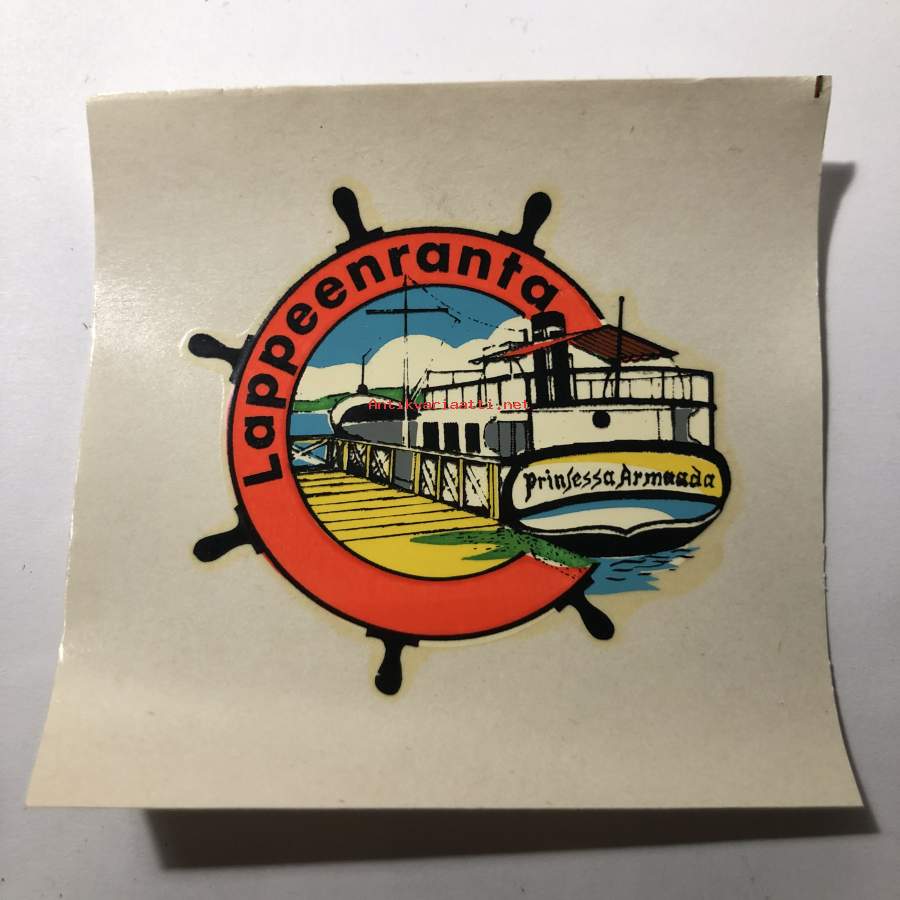 Lappeenranta
Antikvariaatti.net
Prinsessa Armaada